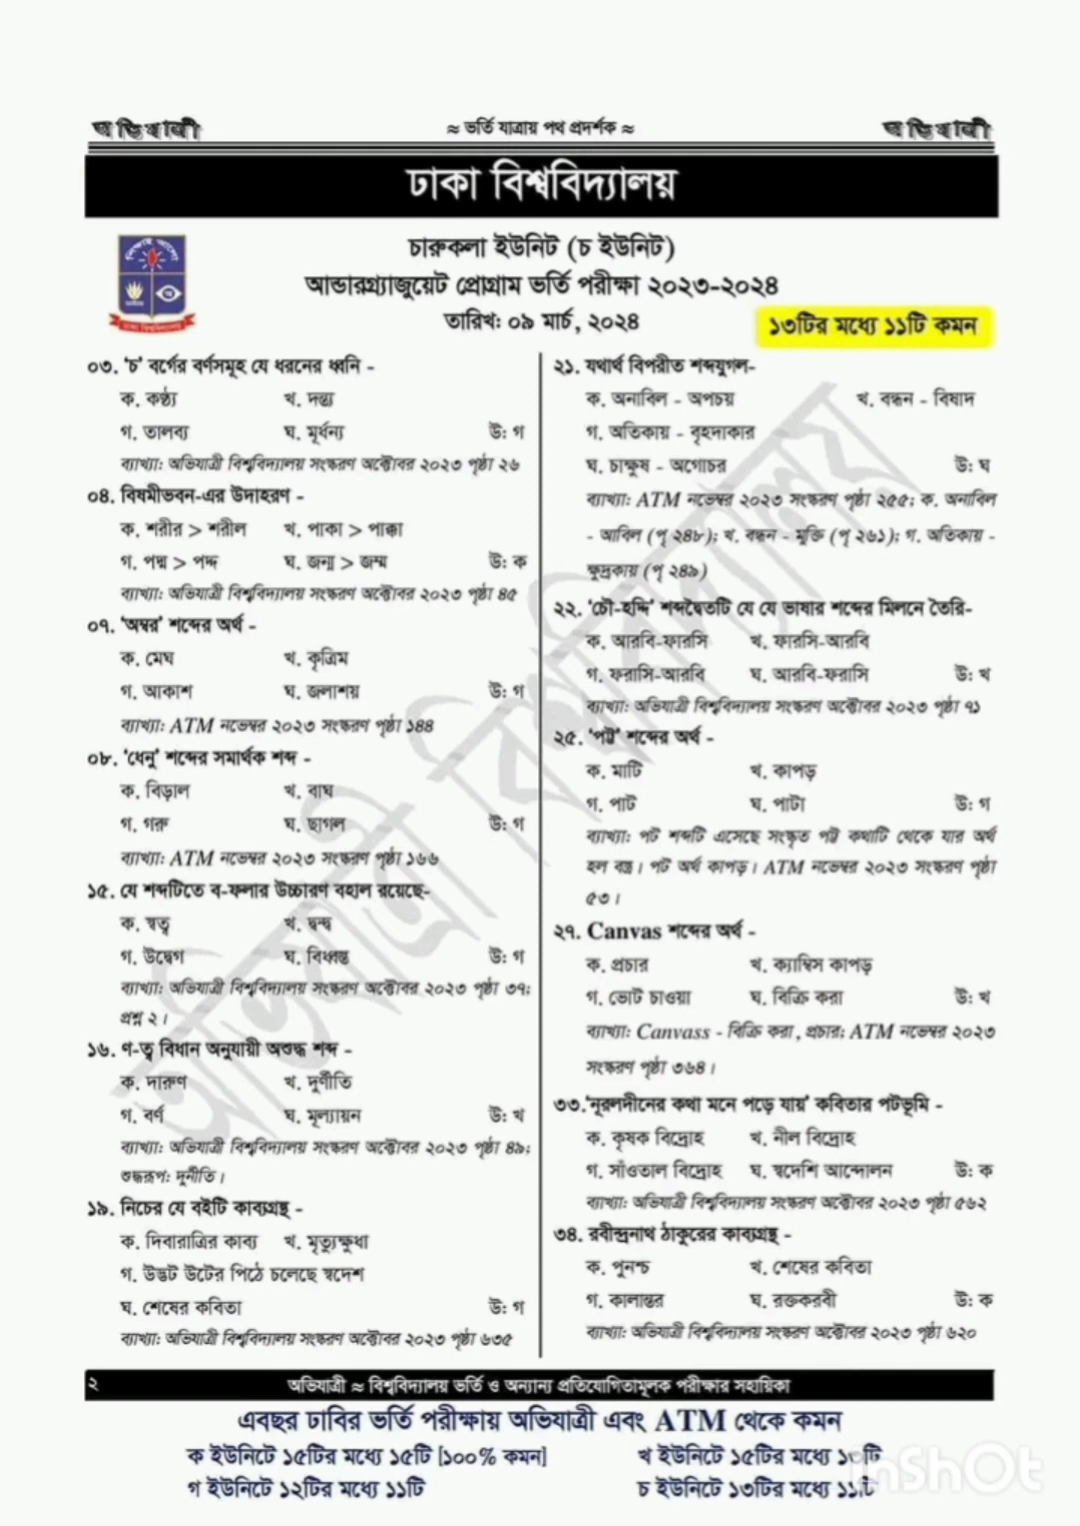 অভিযাত্রী
≈ ভর্তি যাত্রায় পথ প্রদর্শক ≈
অভিযাত্রী
ঢাকা বিশ্ববিদ্যালয়
চারুকলা ইউনিট (চ ইউনিট)
আন্ডারগ্র্যাজুয়েট প্রোগ্রাম ভর্তি পরীক্ষা ২০২৩-২০২৪
তারিখ: ০৯ মার্চ, ২০২৪
১৩টির মধ্যে ১১টি কমন
০৩. ‘চ’ বর্গের বর্ণসমূহ যে ধরনের ধ্বনি -
ক. কণ্ঠ্য খ. দন্ত্য
গ. তালব্য ঘ. মূর্ধন্য উ: গ
ব্যাখ্যা: অভিযাত্রী বিশ্ববিদ্যালয় সংস্করণ অক্টোবর ২০২৩ পৃষ্ঠা ২৬
০৪. বিষমীভবন-এর উদাহরণ -
ক. শরীর > শরীল খ. পাকা > পাক্কা
গ. পদ্ম > পদ্দ ঘ. জন্ম > জম্ম উ: ক
ব্যাখ্যা: অভিযাত্রী বিশ্ববিদ্যালয় সংস্করণ অক্টোবর ২০২৩ পৃষ্ঠা ৪৫
০৭. ‘অম্বর’ শব্দের অর্থ -
ক. মেঘ খ. কৃত্রিম
গ. আকাশ ঘ. জলাশয় উ: গ
ব্যাখ্যা: ATM নভেম্বর ২০২৩ সংস্করণ পৃষ্ঠা ১৪৪
০৮. ‘ধেনু’ শব্দের সমার্থক শব্দ -
ক. বিড়াল খ. বাঘ
গ. গরু ঘ. ছাগল উ: গ
ব্যাখ্যা: ATM নভেম্বর ২০২৩ সংস্করণ পৃষ্ঠা ১৬৬
১৫. যে শব্দটিতে ব-ফলার উচ্চারণ বহাল রয়েছে-
ক. স্বত্ব খ. দ্বন্দ্ব
গ. উদ্বেগ ঘ. বিধ্বস্ত উ: গ
ব্যাখ্যা: অভিযাত্রী বিশ্ববিদ্যালয় সংস্করণ অক্টোবর ২০২৩ পৃষ্ঠা ৩৭;
প্রশ্ন ২।
১৬. ণ-ত্ব বিধান অনুযায়ী অশুদ্ধ শব্দ -
ক. দারুণ খ. দুর্ণীতি
গ. বর্ণ ঘ. মূল্যায়ন উ: খ
ব্যাখ্যা: অভিযাত্রী বিশ্ববিদ্যালয় সংস্করণ অক্টোবর ২০২৩ পৃষ্ঠা ৪৯;
শুদ্ধরূপ: দুর্নীতি।
১৯. নিচের যে বইটি কাব্যগ্রন্থ -
ক. দিবারাত্রির কাব্য খ. মৃত্যুক্ষুধা
গ. উদ্ভট উটের পিঠে চলেছে স্বদেশ
ঘ. শেষের কবিতা উ: গ
ব্যাখ্যা: অভিযাত্রী বিশ্ববিদ্যালয় সংস্করণ অক্টোবর ২০২৩ পৃষ্ঠা ৬৩৫
২১. যথার্থ বিপরীত শব্দযুগল-
ক. অনাবিল - অপচয় খ. বন্ধন - বিষাদ
গ. অতিকায় - বৃহদাকার
ঘ. চাক্ষুষ - অগোচর উ: ঘ
ব্যাখ্যা: ATM নভেম্বর ২০২৩ সংস্করণ পৃষ্ঠা ২৫৫; ক. অনাবিল
- আবিল (পৃ ২৪৮); খ. বন্ধন - মুক্তি (পৃ ২৬১); গ. অতিকায় -
ক্ষুদ্রকায় (পৃ ২৪৯)
২২. ‘চৌ-হদ্দি’ শব্দদ্বৈতটি যে যে ভাষার শব্দের মিলনে তৈরি-
ক. আরবি-ফারসি খ. ফারসি-আরবি
গ. ফরাসি-আরবি ঘ. আরবি-ফরাসি উ: খ
ব্যাখ্যা: অভিযাত্রী বিশ্ববিদ্যালয় সংস্করণ অক্টোবর ২০২৩ পৃষ্ঠা ৭১
২৫. ‘পট্ট’ শব্দের অর্থ -
ক. মাটি খ. কাপড়
গ. পাট ঘ. পাটা উ: গ
ব্যাখ্যা: পট শব্দটি এসেছে সংস্কৃত পট্ট কথাটি থেকে যার অর্থ
হল বস্ত্র। পট অর্থ কাপড়। ATM নভেম্বর ২০২৩ সংস্করণ পৃষ্ঠা
৫৩।
২৭. Canvas শব্দের অর্থ -
ক. প্রচার খ. ক্যাম্বিস কাপড়
গ. ভোট চাওয়া ঘ. বিক্রি করা উ: খ
ব্যাখ্যা: Canvass - বিক্রি করা, প্রচার; ATM নভেম্বর ২০২৩
সংস্করণ পৃষ্ঠা ৩৬৪।
৩৩.‘নূরলদীনের কথা মনে পড়ে যায়’ কবিতার পটভূমি -
ক. কৃষক বিদ্রোহ খ. নীল বিদ্রোহ
গ. সাঁওতাল বিদ্রোহ ঘ. স্বদেশি আন্দোলন উ: ক
ব্যাখ্যা: অভিযাত্রী বিশ্ববিদ্যালয় সংস্করণ অক্টোবর ২০২৩ পৃষ্ঠা ৫৬২
৩৪. রবীন্দ্রনাথ ঠাকুরের কাব্যগ্রন্থ -
ক. পুনশ্চ খ. শেষের কবিতা
গ. কালান্তর ঘ. রক্তকরবী উ: ক
ব্যাখ্যা: অভিযাত্রী বিশ্ববিদ্যালয় সংস্করণ অক্টোবর ২০২৩ পৃষ্ঠা ৬২০
অভিযাত্রী বিশ্ববিদ্যালয়
২ অভিযাত্রী ≈ বিশ্ববিদ্যালয় ভর্তি ও অন্যান্য প্রতিযোগিতামূলক পরীক্ষার সহায়িকা
এবছর ঢাবির ভর্তি পরীক্ষায় অভিযাত্রী এবং ATM থেকে কমন
ক ইউনিটে ১৫টির মধ্যে ১৫টি [১০০% কমন] খ ইউনিটে ১৫টির মধ্যে ১৩টি
গ ইউনিটে ১২টির মধ্যে ১১টি চ ইউনিটে ১৩টির মধ্যে ১১টি
InShOt